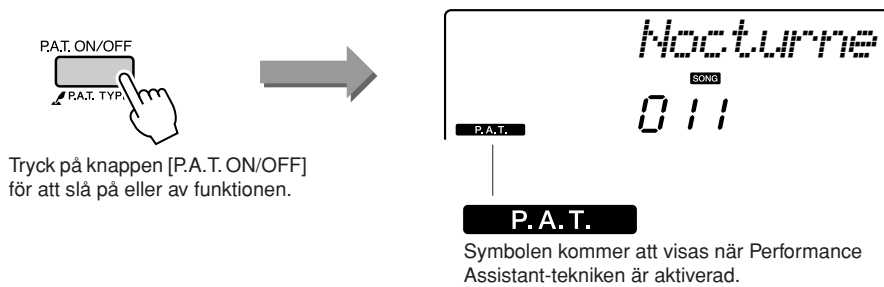 P.A.T. ON/OFF
P.A.T. TYP
Tryck på knappen [P.A.T. ON/OFF]
för att slå på eller av funktionen.
Nocturne
SONG
011
P.A.T.
P.A.T.
Symbolen kommer att visas när Performance
Assistant-tekniken är aktiverad.